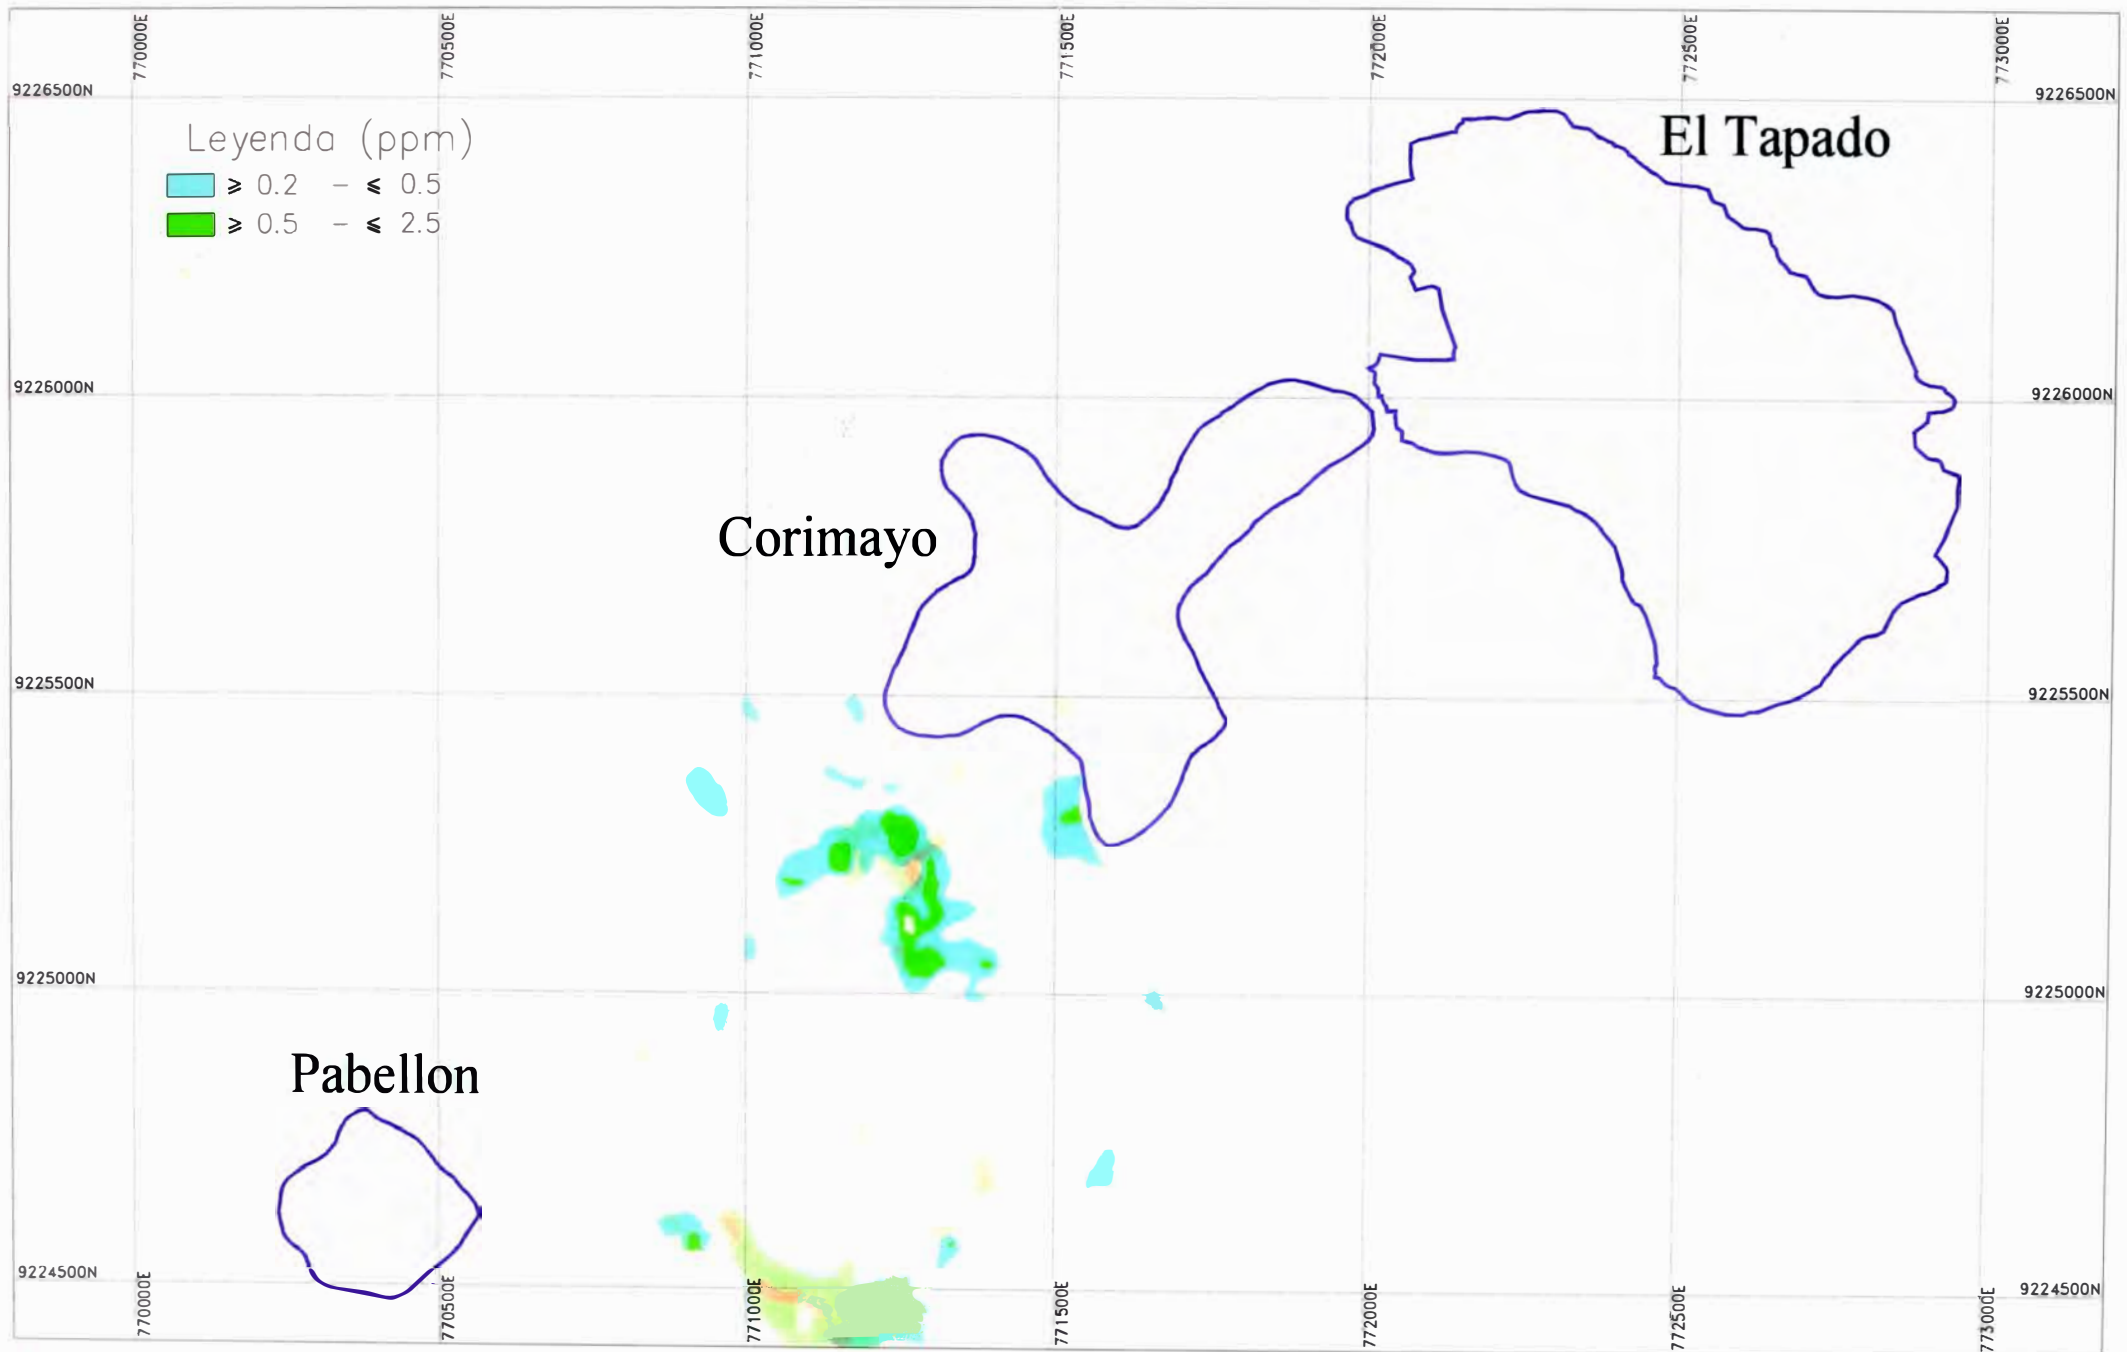 770000E 770500E 771000E 771500E 772000E 772500E 773000E
9226500N 9226500N
El Tapado
Leyenda (ppm)
⩾ 0.2 – ⩽ 0.5
⩾ 0.5 – ⩽ 2.5
9226000N 9226000N
Corimayo
9225500N 9225500N
9225000N 9225000N
Pabellon
9224500N 9224500N
770000E 770500E 771000E 771500E 772000E 772500E 773000E